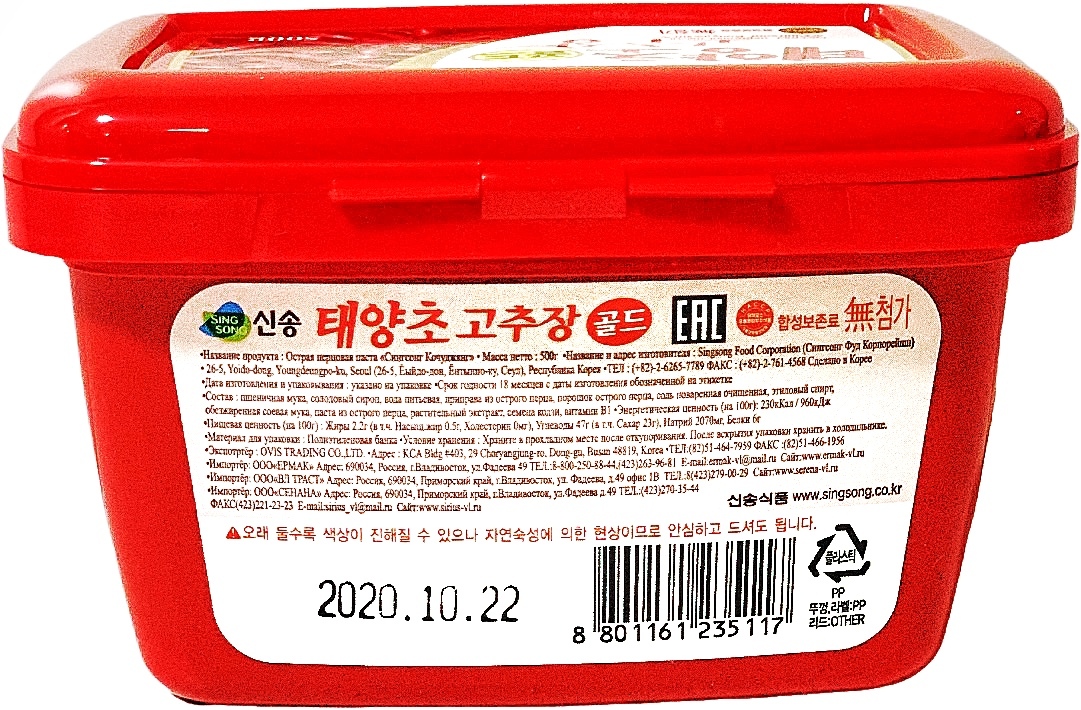 500g
SING SONG 신송 태양초 고추장 골드 EAC 합성보존료 無첨가
•Название продукта : Острая перцовая паста «Сингсонг Кочуджянг» • Масса нетто : 500г •Название и адрес изготовителя : Singsong Food Corporation (Сингсонг Фуд Корпорейшн)
• 26-5, Yoido-dong, Youngdeungpo-ku, Seoul (26-5, Ёыйдо-дон, Ёнтынпо-ку, Сеул), Республика Корея •ТЕЛ : (+82)-2-6265-7789 ФАКС : (+82)-2-761-4568 Сделано в Корее
•Дата изготовления и упаковывания : указано на упаковке •Срок годности 18 месяцев с даты изготовления обозначенной на этикетке
•Состав : пшеничная мука, солодовый сироп, вода питьевая, приправа из острого перца, порошок острого перца, соль поваренная очищенная, этиловый спирт,
обезжиренная соевая мука, паста из острого перца, растительный экстракт, семена кодзи, витамин B1 •Энергетическая ценность (на 100г): 230кКал / 960кДж
•Пищевая ценность (на 100г) : Жиры 2.2г (в т.ч. Насыщ.жир 0.5г, Холестерин 0мг), Углеводы 47г (в т.ч. Сахар 23г), Натрий 2070мг, Белки 6г
•Материал для упаковки : Полиэтиленовая банка •Условие хранения : Храните в прохладном месте после откупоривания. После вскрытия упаковки хранить в холодильнике.
•Экспортёр : OVIS TRADING CO.,LTD. •Адрес : KCA Bldg #403, 29 Choryangjung-ro, Dong-gu, Busan 48819, Korea •ТЕЛ:(82)51-464-7959 ФАКС :(82)51-466-1956
•Импортёр: ООО«ЕРМАК» Адрес: 690034, Россия, г.Владивосток, ул.Фадеева 49 ТЕЛ.:8-800-250-88-44,(423)263-96-81 E-mail:ermak-vl@mail.ru Сайт:www.ermak-vl.ru
•Импортёр: ООО«ВЛ ТРАСТ» Адрес: Россия, 690034, Приморский край, г.Владивосток, ул. Фадеева, д.49 офис 1В ТЕЛ.:8(423)279-00-29 Сайт:www.serena-vl.ru
•Импортёр: ООО«СЕНАНА» Адрес: Россия, 690034, Приморский край, г.Владивосток, ул.Фадеева д.49 ТЕЛ.:(423)270-15-44
ФАКС(423)221-23-23 E-mail:sirius_vl@mail.ru Сайт:www.sirius-vl.ru
신송식품 www.singsong.co.kr
오래 둘수록 색상이 진해질 수 있으나 자연숙성에 의한 현상이므로 안심하고 드셔도 됩니다.
2020.10.22
8 801161 235117
플라스틱
PP
뚜껑,라벨:PP
리드:OTHER